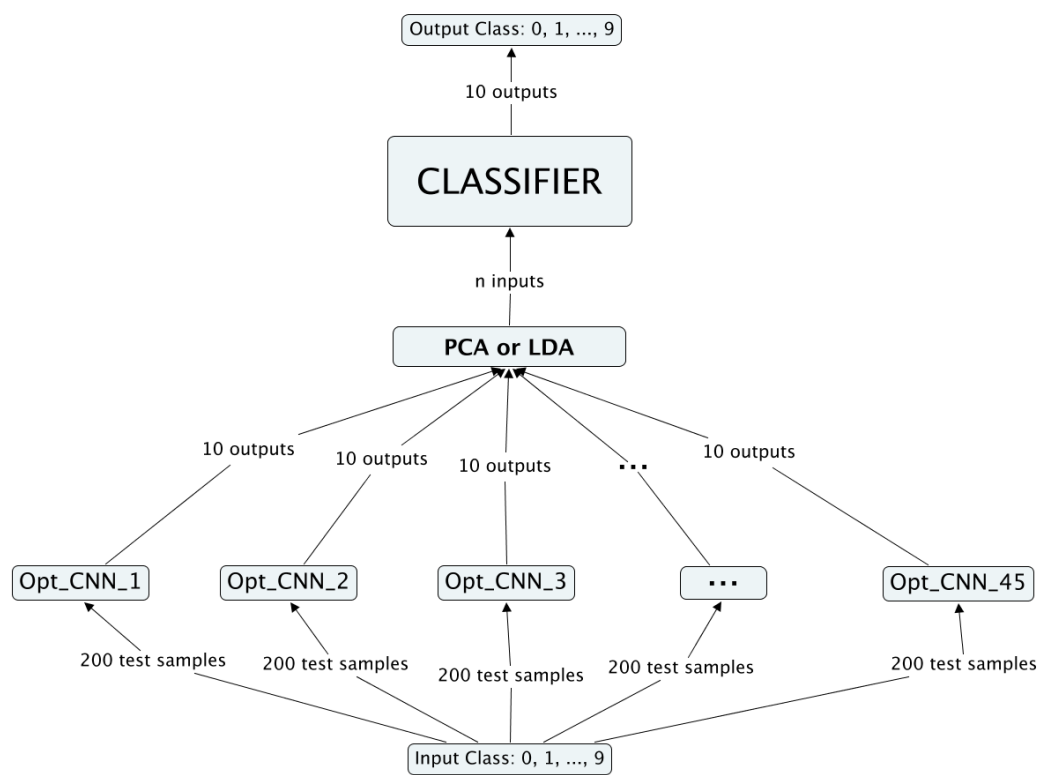 Output Class: 0, 1, ..., 9
10 outputs
CLASSIFIER
n inputs
PCA or LDA
10 outputs
10 outputs
10 outputs
...
10 outputs
Opt_CNN_1
Opt_CNN_2
Opt_CNN_3
...
Opt_CNN_45
200 test samples
200 test samples
200 test samples
200 test samples
200 test samples
Input Class: 0, 1, ..., 9